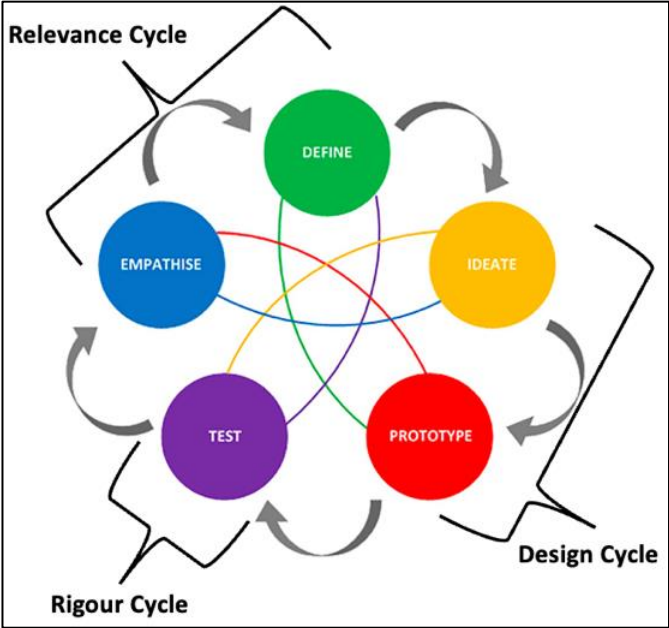 Relevance Cycle
DEFINE
EMPATHISE
IDEATE
TEST
PROTOTYPE
Design Cycle
Rigour Cycle